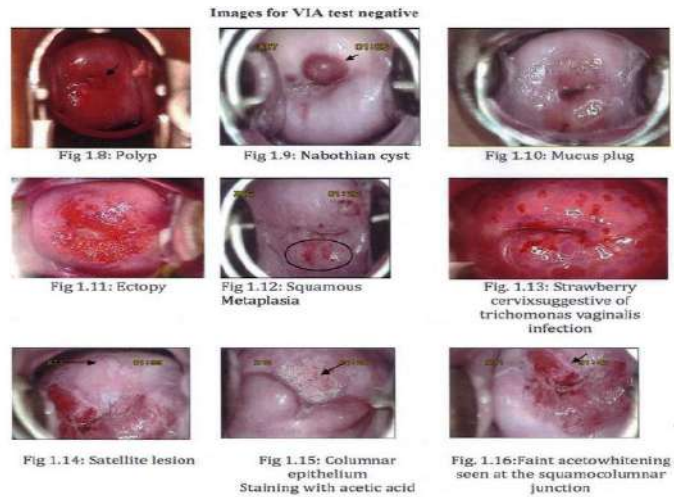 Images for VIA test negative
Fig 1.8: Polyp
Fig 1.9: Nabothian cyst
Fig 1.10: Mucus plug
Fig 1.11: Ectopy
Fig 1.12: Squamous
Metaplasia
Fig. 1.13: Strawberry
cervixsuggestive of
trichomonas vaginalis
infection
Fig 1.14: Satellite lesion
Fig 1.15: Columnar
epithelium
Staining with acetic acid
Fig. 1.16:Faint acetowhitening
seen at the squamocolumnar
junction